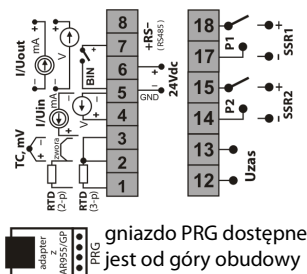 I/Uout
mA
V
+
−
I/Uin
mA
V
TC, mV
zwora
RTD
(2-p)
RTD
(3-p)
BIN
+RS−
(RS485)
24Vdc
GND
8
7
6
5
4
3
2
1
18
17
15
14
13
12
P1
P2
SSR1
SSR2
Uzas
adapter
z
AR955/GP
PRG
gniazdo PRG dostępne
jest od góry obudowy